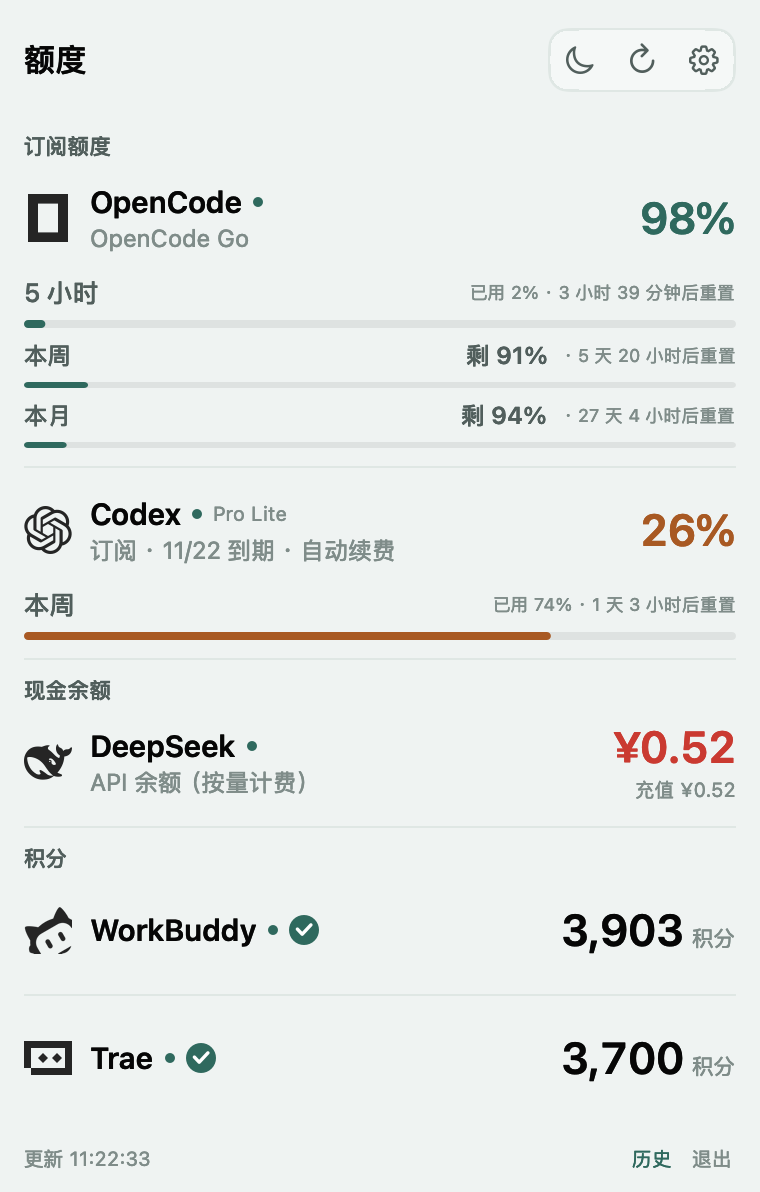 额度
订阅额度
OpenCode
98%
OpenCode Go
5 小时 已用 2% · 3 小时 39 分钟后重置
本周 剩 91% · 5 天 20 小时后重置
本月 剩 94% · 27 天 4 小时后重置
Codex Pro Lite
26%
订阅 · 11/22 到期 · 自动续费
本周 已用 74% · 1 天 3 小时后重置
现金余额
DeepSeek ¥0.52
API 余额（按量计费） 充值 ¥0.52
积分
WorkBuddy 3,903 积分
Trae 3,700 积分
更新 11:22:33 历史 退出